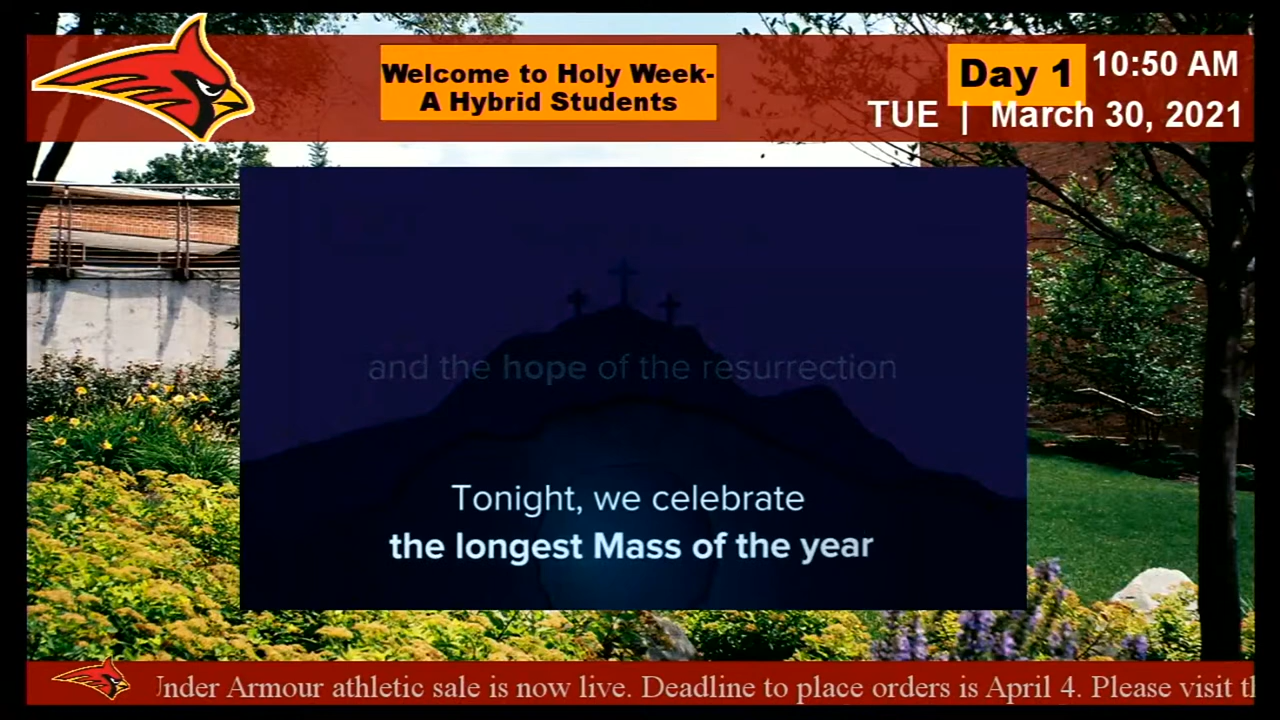 Welcome to Holy Week-
A Hybrid Students
Day 1
10:50 AM
TUE | March 30, 2021
and the hope of the resurrection
Tonight, we celebrate
the longest Mass of the year
Under Armour athletic sale is now live. Deadline to place orders is April 4. Please visit